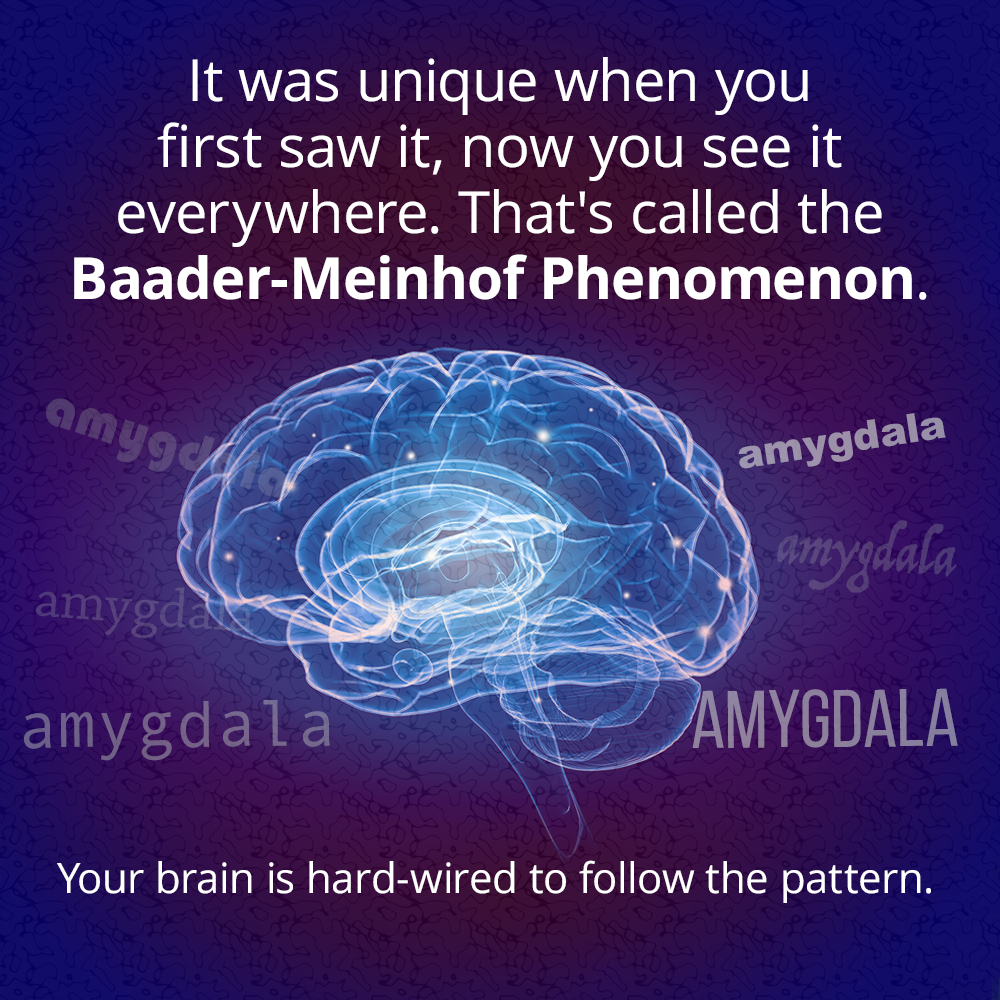 It was unique when you
first saw it, now you see it
everywhere. That's called the
Baader-Meinhof Phenomenon.
amygdala
amygdala
amygdala
amygdala
amygdala
AMYGDALA
Your brain is hard-wired to follow the pattern.